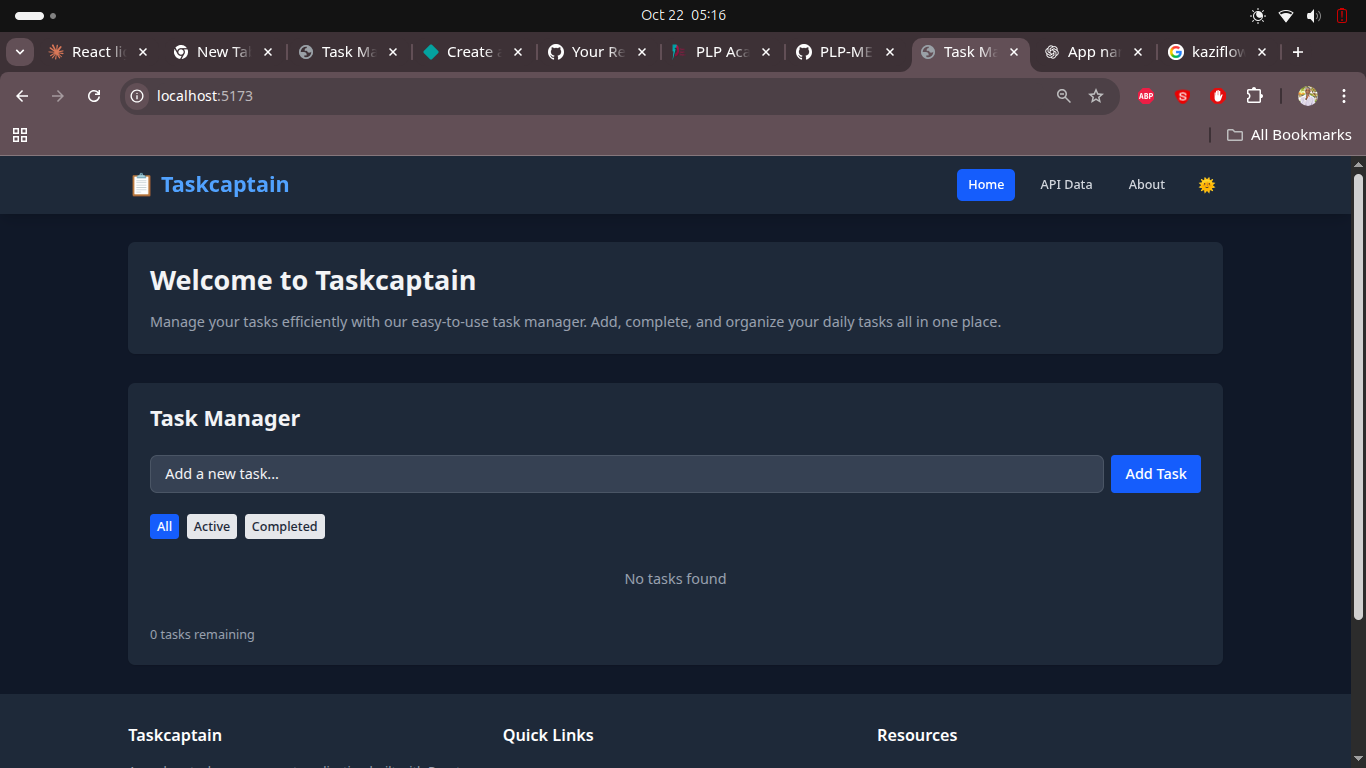 Oct 22 05:16
React li
New Tal
Task Ma
Create a
Your Re
PLP Aca
PLP-ME
Task Ma
App nar
kaziflow
localhost:5173
ABP
All Bookmarks
📋 Taskcaptain
Home
API Data
About
🌞
Welcome to Taskcaptain
Manage your tasks efficiently with our easy-to-use task manager. Add, complete, and organize your daily tasks all in one place.
Task Manager
Add a new task...
Add Task
All
Active
Completed
No tasks found
0 tasks remaining
Taskcaptain
Quick Links
Resources